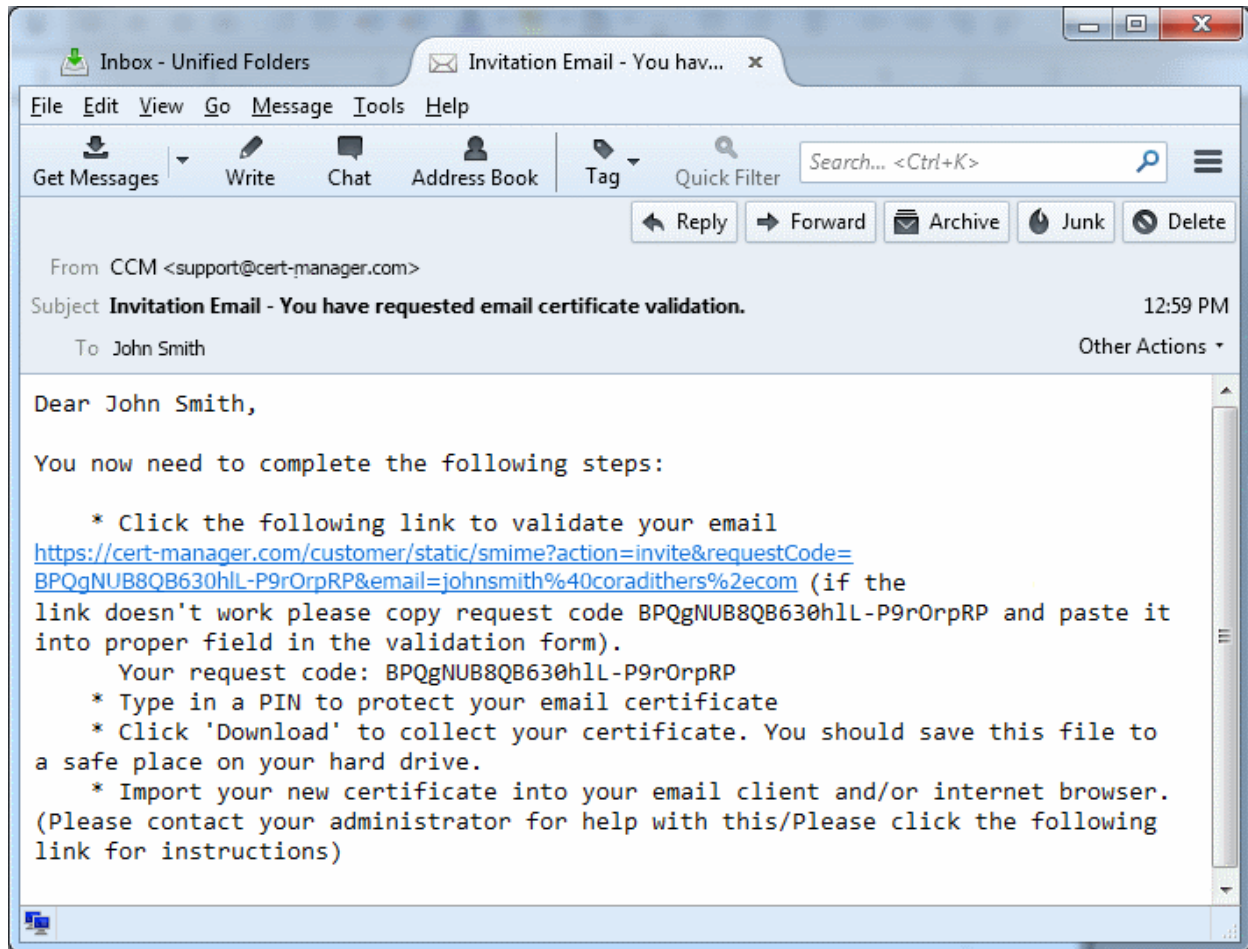 Inbox - Unified Folders
Invitation Email - You hav...
File Edit View Go Message Tools Help
Get Messages Write Chat Address Book Tag Quick Filter Search... <Ctrl+K>
Reply Forward Archive Junk Delete
From CCM <support@cert-manager.com>
Subject Invitation Email - You have requested email certificate validation. 12:59 PM
To John Smith Other Actions
Dear John Smith,
You now need to complete the following steps:
* Click the following link to validate your email
https://cert-manager.com/customer/static/smime?action=invite&requestCode=
BPQgNUB8QB630hlL-P9rOrpRP&email=johnsmith%40coradithers%2ecom (if the
link doesn't work please copy request code BPQgNUB8QB630hlL-P9rOrpRP and paste it
into proper field in the validation form).
Your request code: BPQgNUB8QB630hlL-P9rOrpRP
* Type in a PIN to protect your email certificate
* Click 'Download' to collect your certificate. You should save this file to
a safe place on your hard drive.
* Import your new certificate into your email client and/or internet browser.
(Please contact your administrator for help with this/Please click the following
link for instructions)